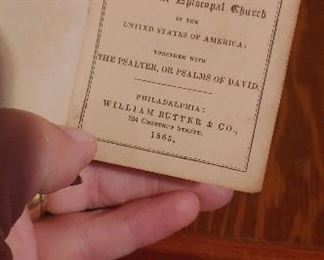 Episcopal Church
IN THE
UNITED STATES OF AMERICA:
TOGETHER WITH
THE PSALTER, OR PSALMS OF DAVID.
PHILADELPHIA:
WILLIAM RUTTER & CO.,
724 CHESTNUT STREET.
1865.